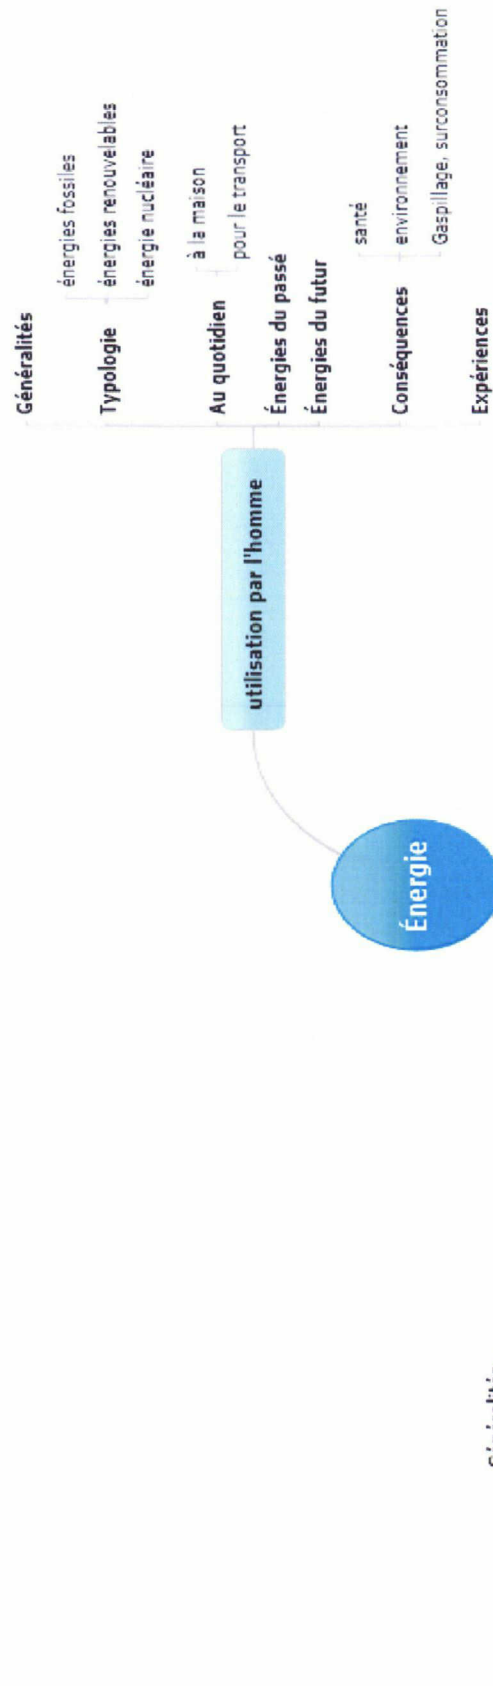 Généralités
énergies fossiles
Typologie
énergies renouvelables
énergie nucléaire
à la maison
Au quotidien
pour le transport
utilisation par l'homme
Énergies du passé
Énergies du futur
santé
Conséquences
environnement
Gaspillage, surconsommation
Expériences
Énergie